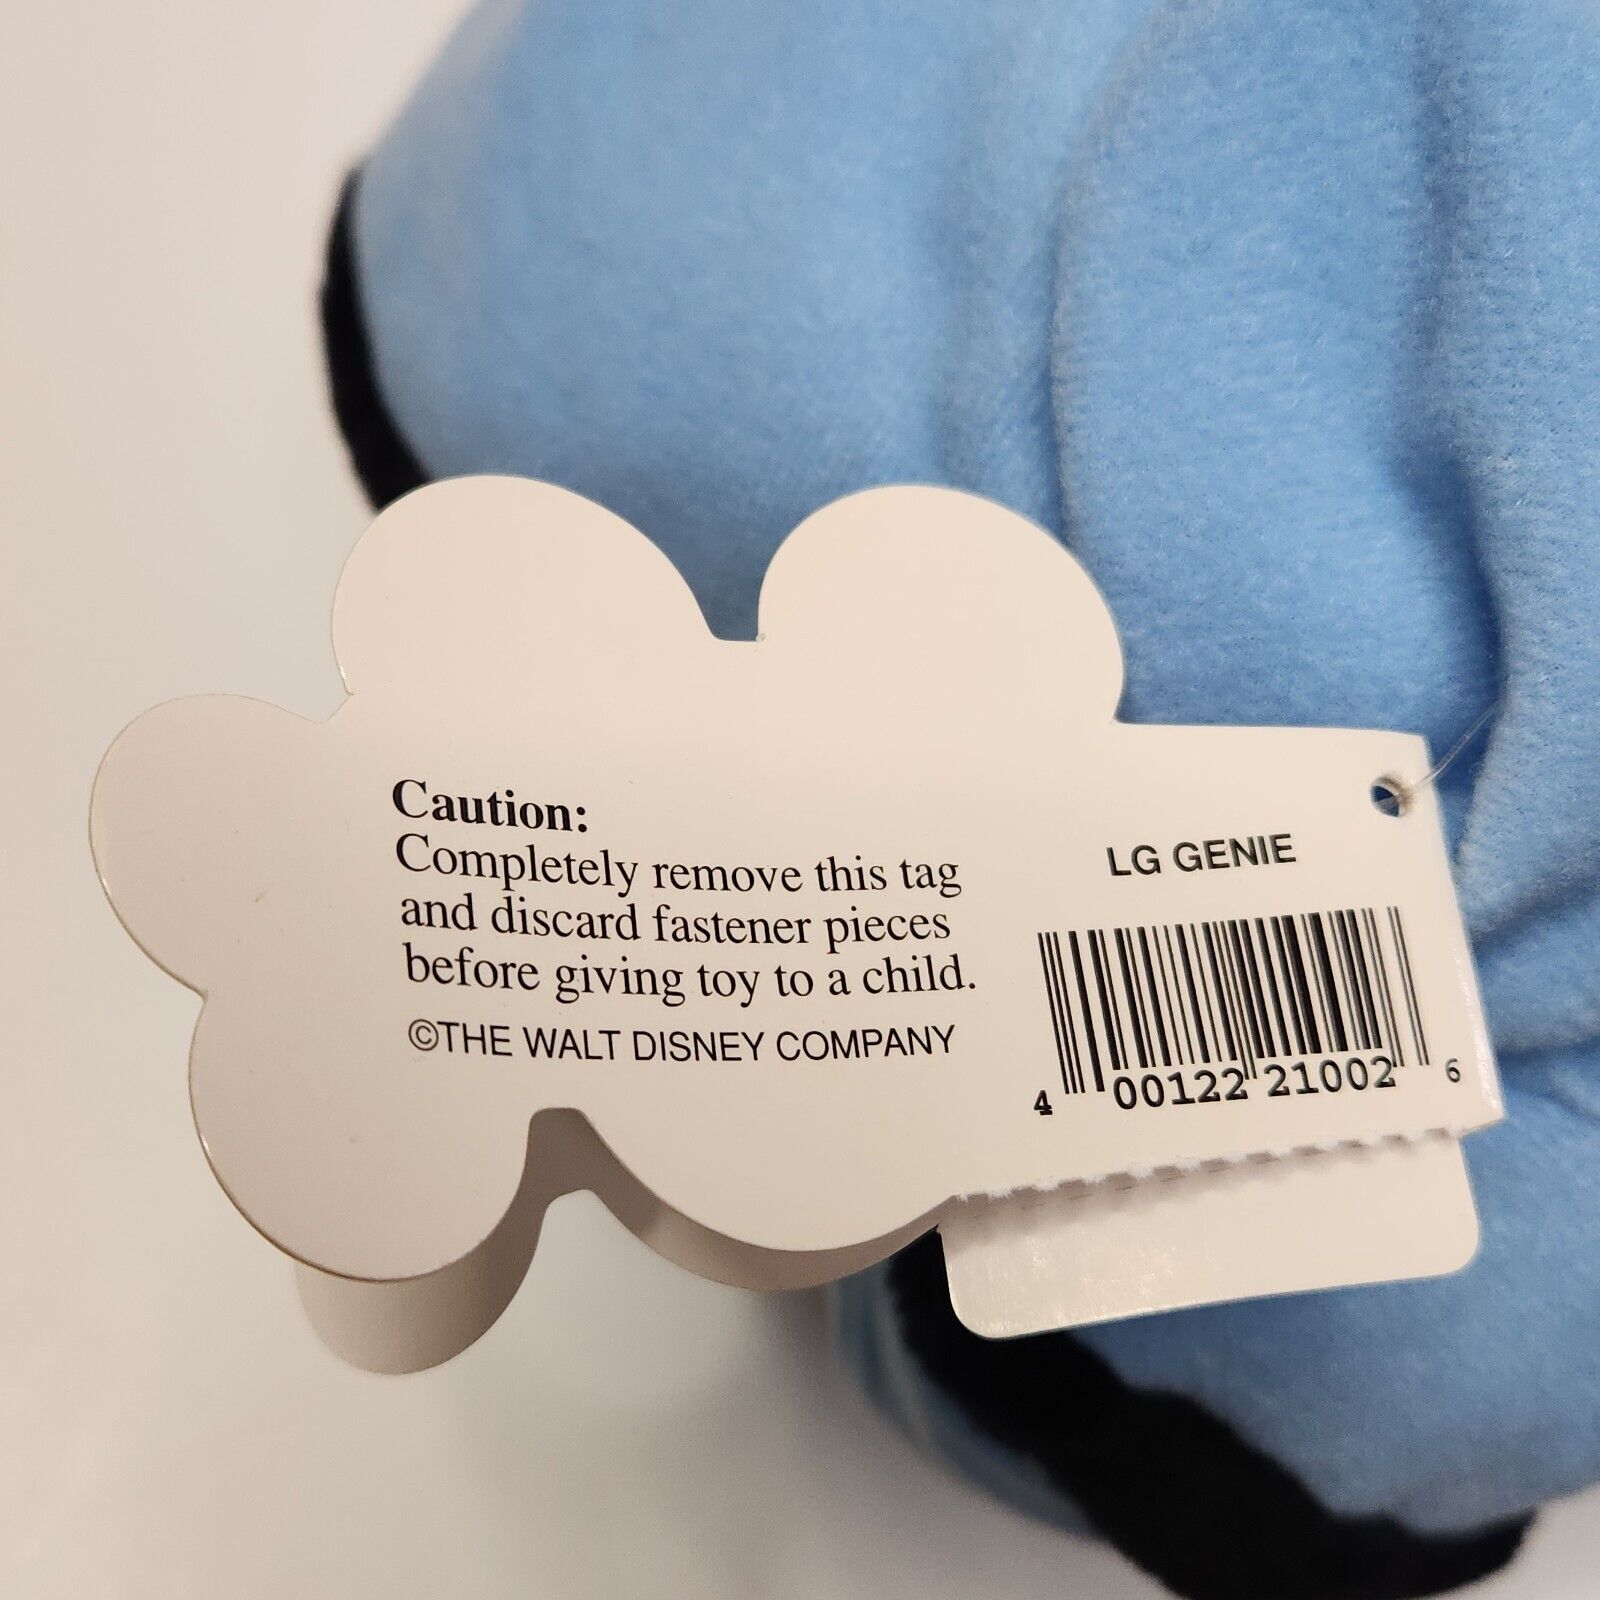 Caution:
Completely remove this tag
and discard fastener pieces
before giving toy to a child.
©THE WALT DISNEY COMPANY
LG GENIE
4 00122 21002 6